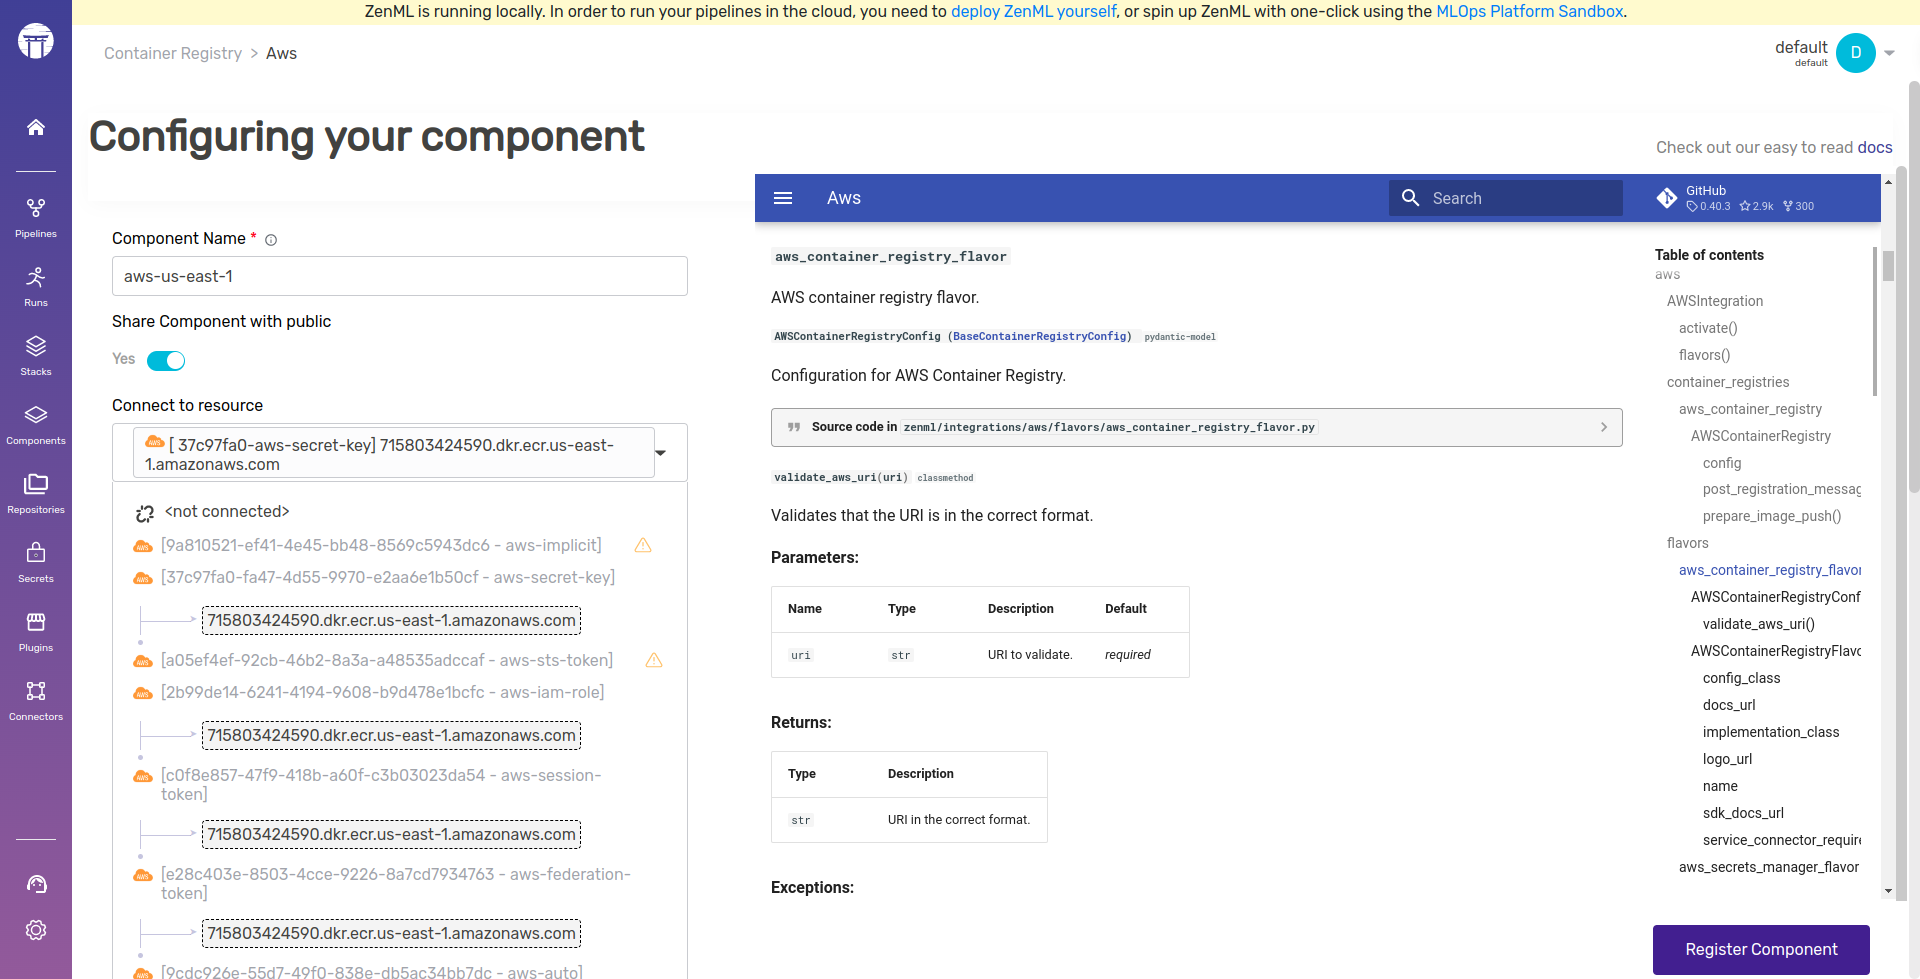 ZenML is running locally. In order to run your pipelines in the cloud, you need to deploy ZenML yourself, or spin up ZenML with one-click using the MLOps Platform Sandbox.
Container Registry > Aws
default
default
D
Configuring your component
Check out our easy to read docs
Pipelines
Runs
Stacks
Components
Repositories
Secrets
Plugins
Connectors
Component Name *
aws-us-east-1
Share Component with public
Yes
Connect to resource
[ 37c97fa0-aws-secret-key] 715803424590.dkr.ecr.us-east-
1.amazonaws.com
<not connected>
[9a810521-ef41-4e45-bb48-8569c5943dc6 - aws-implicit]
[37c97fa0-fa47-4d55-9970-e2aa6e1b50cf - aws-secret-key]
715803424590.dkr.ecr.us-east-1.amazonaws.com
[a05ef4ef-92cb-46b2-8a3a-a48535adccaf - aws-sts-token]
[2b99de14-6241-4194-9608-b9d478e1bcfc - aws-iam-role]
715803424590.dkr.ecr.us-east-1.amazonaws.com
[c0f8e857-47f9-418b-a60f-c3b03023da54 - aws-session-
token]
715803424590.dkr.ecr.us-east-1.amazonaws.com
[e28c403e-8503-4cce-9226-8a7cd7934763 - aws-federation-
token]
715803424590.dkr.ecr.us-east-1.amazonaws.com
[9cdc926e-55d7-49f0-838e-db5ac34bb7dc - aws-auto]
Aws
Search
GitHub
0.40.3 2.9k 300
aws_container_registry_flavor
AWS container registry flavor.
AWSContainerRegistryConfig (BaseContainerRegistryConfig) pydantic-model
Configuration for AWS Container Registry.
Source code in zenml/integrations/aws/flavors/aws_container_registry_flavor.py
validate_aws_uri(uri) classmethod
Validates that the URI is in the correct format.
Parameters:
Name Type Description Default
uri str URI to validate. required
Returns:
Type Description
str URI in the correct format.
Exceptions:
Table of contents
aws
AWSIntegration
activate()
flavors()
container_registries
aws_container_registry
AWSContainerRegistry
config
post_registration_messag
prepare_image_push()
flavors
aws_container_registry_flavor
AWSContainerRegistryConf
validate_aws_uri()
AWSContainerRegistryFlavo
config_class
docs_url
implementation_class
logo_url
name
sdk_docs_url
service_connector_require
aws_secrets_manager_flavor
Register Component